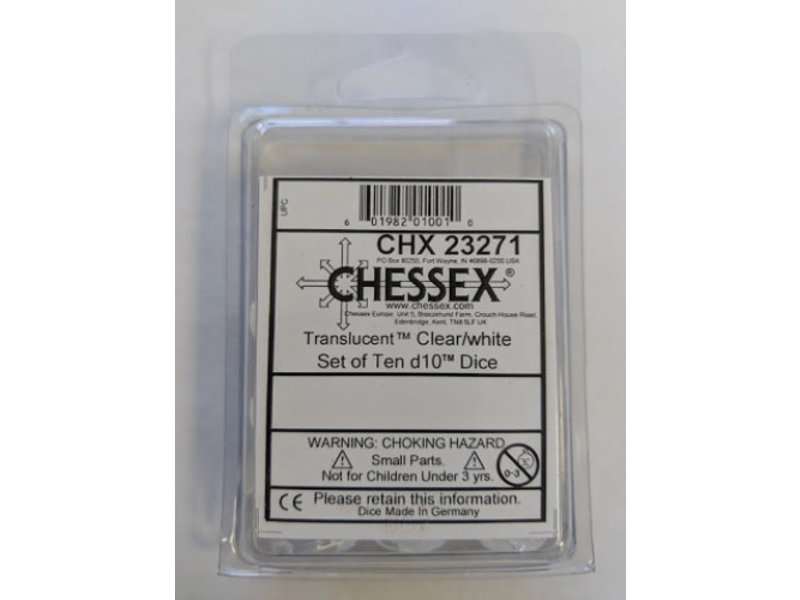 UPC
6 01982 01001 0
CHX 23271
PO Box 80255, Fort Wayne, IN 46898-0255 USA
CHESSEX®
www.chessex.com
Chessex Europe, Unit 5, Breezehurst Farm, Crouch House Road,
Edenbridge, Kent, TN8 5LF UK
Translucent™ Clear/white
Set of Ten d10™ Dice
WARNING: CHOKING HAZARD
Small Parts.
Not for Children Under 3 yrs.
0-3
CE Please retain this information.
Dice Made In Germany